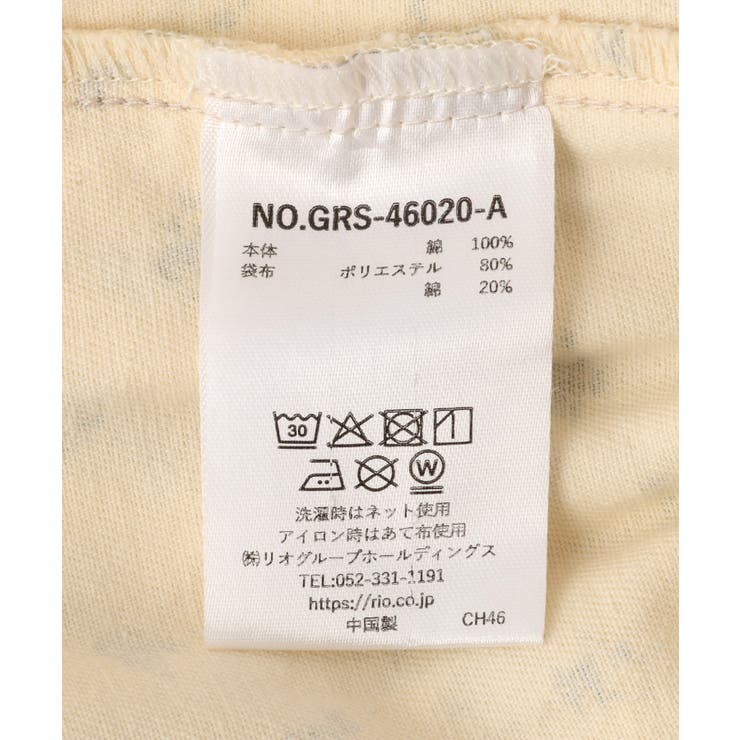 NO.GRS-46020-A
本体 綿 100%
袋布 ポリエステル 80%
綿 20%
30
W
洗濯時はネット使用
アイロン時はあて布使用
㈱リオグループホールディングス
TEL:052-331-1191
https://rio.co.jp
中国製 CH46